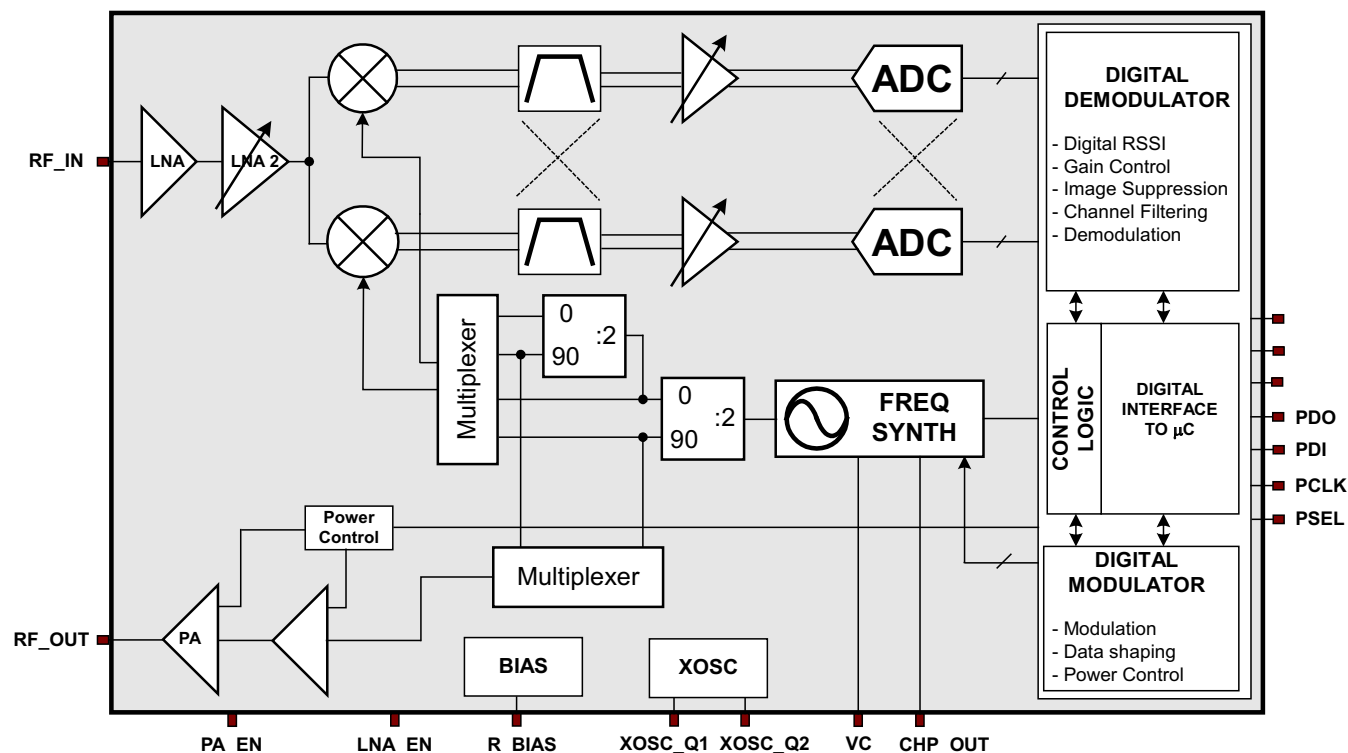 RF_IN
LNA
LNA 2
ADC
ADC
DIGITAL
DEMODULATOR
- Digital RSSI
- Gain Control
- Image Suppression
- Channel Filtering
- Demodulation
Multiplexer
0
90
:2
0
90
:2
FREQ
SYNTH
CONTROL
LOGIC
DIGITAL
INTERFACE
TO µC
PDO
PDI
PCLK
PSEL
Power
Control
Multiplexer
DIGITAL
MODULATOR
- Modulation
- Data shaping
- Power Control
RF_OUT
PA
BIAS
XOSC
PA_EN
LNA_EN
R_BIAS
XOSC_Q1
XOSC_Q2
VC
CHP_OUT